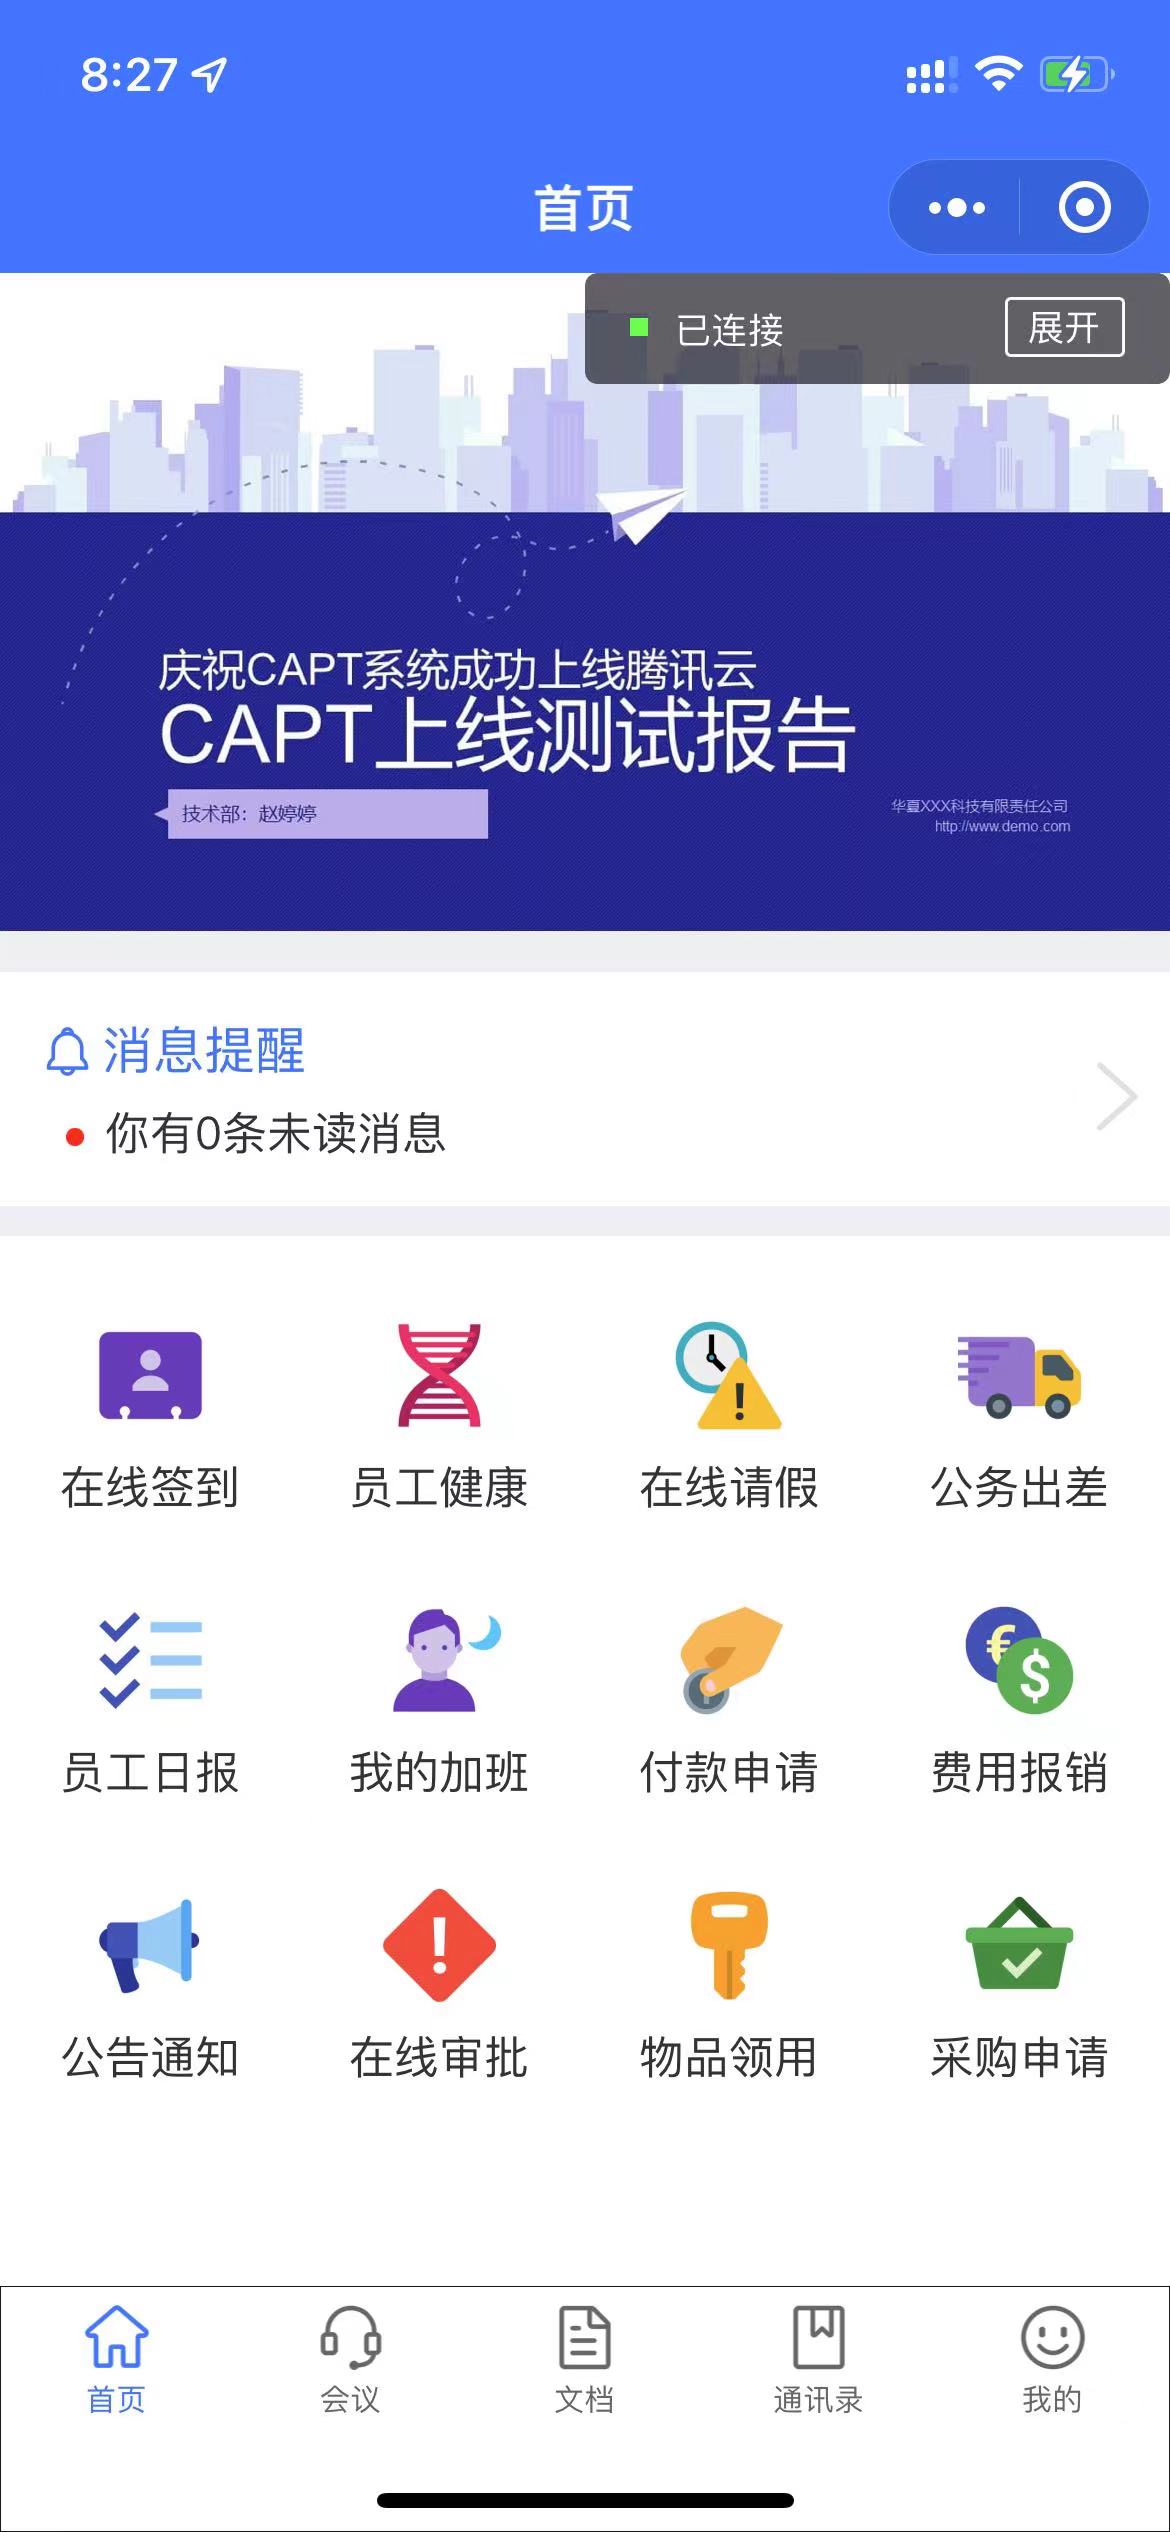 8:27
首页
已连接
展开
庆祝CAPT系统成功上线腾讯云
CAPT上线测试报告
技术部：赵婷婷
华夏XXX科技有限责任公司
http://www.demo.com
消息提醒
你有0条未读消息
在线签到
员工健康
在线请假
公务出差
员工日报
我的加班
付款申请
费用报销
公告通知
在线审批
物品领用
采购申请
首页
会议
文档
通讯录
我的